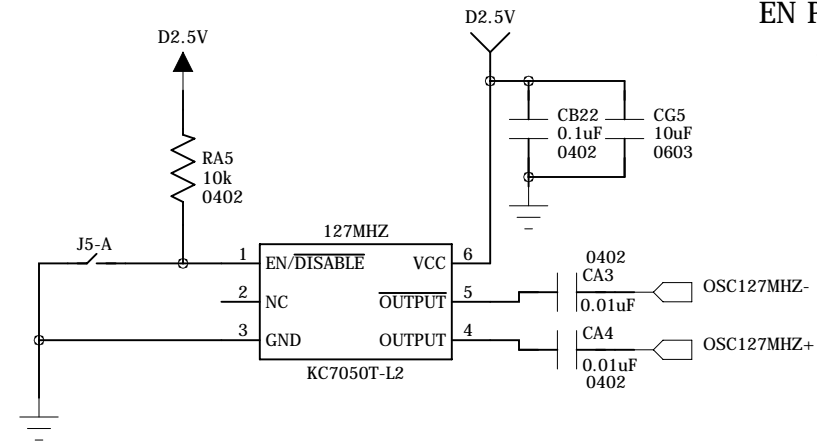 EN
D2.5V
D2.5V
CB22
0.1uF
0402
CG5
10uF
0603
RA5
10k
0402
127MHZ
J5-A
1
EN/DISABLE
VCC
6
2
NC
OUTPUT
5
3
GND
OUTPUT
4
KC7050T-L2
0402
CA3
0.01uF
OSC127MHZ-
CA4
0.01uF
0402
OSC127MHZ+